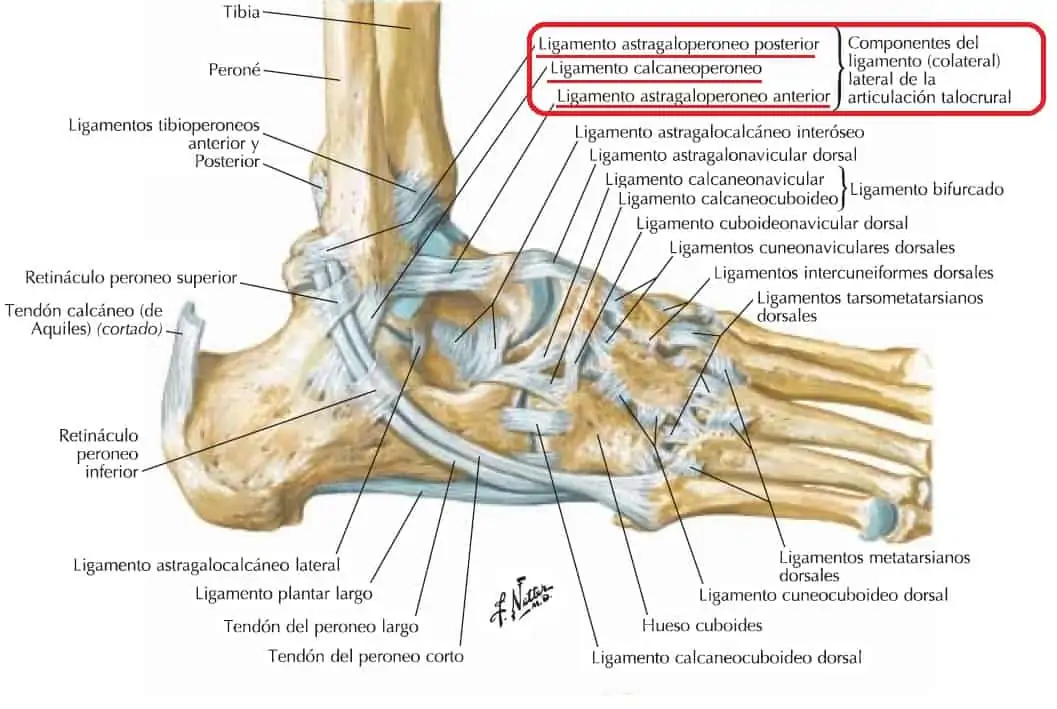 Tibia
Peroné
Ligamentos tibioperoneos
anterior y
Posterior
Retináculo peroneo superior
Tendón calcáneo (de
Aquiles) (cortado)
Retináculo
peroneo
inferior
Ligamento astragaloperoneo posterior
Ligamento calcaneoperoneo
Ligamento astragaloperoneo anterior
Componentes del
ligamento (colateral)
lateral de la
articulación talocrural
Ligamento astragalocalcáneo interóseo
Ligamento astragalonavicular dorsal
Ligamento calcaneonavicular
Ligamento calcaneocuboideo
Ligamento bifurcado
Ligamento cuboideonavicular dorsal
Ligamentos cuneonaviculares dorsales
Ligamentos intercuneiformes dorsales
Ligamentos tarsometatarsianos
dorsales
Ligamento astragalocalcáneo lateral
Ligamento plantar largo
Tendón del peroneo largo
Tendón del peroneo corto
Ligamentos metatarsianos
dorsales
Ligamento cuneocuboideo dorsal
Hueso cuboides
Ligamento calcaneocuboideo dorsal
F. Netter
M.D.